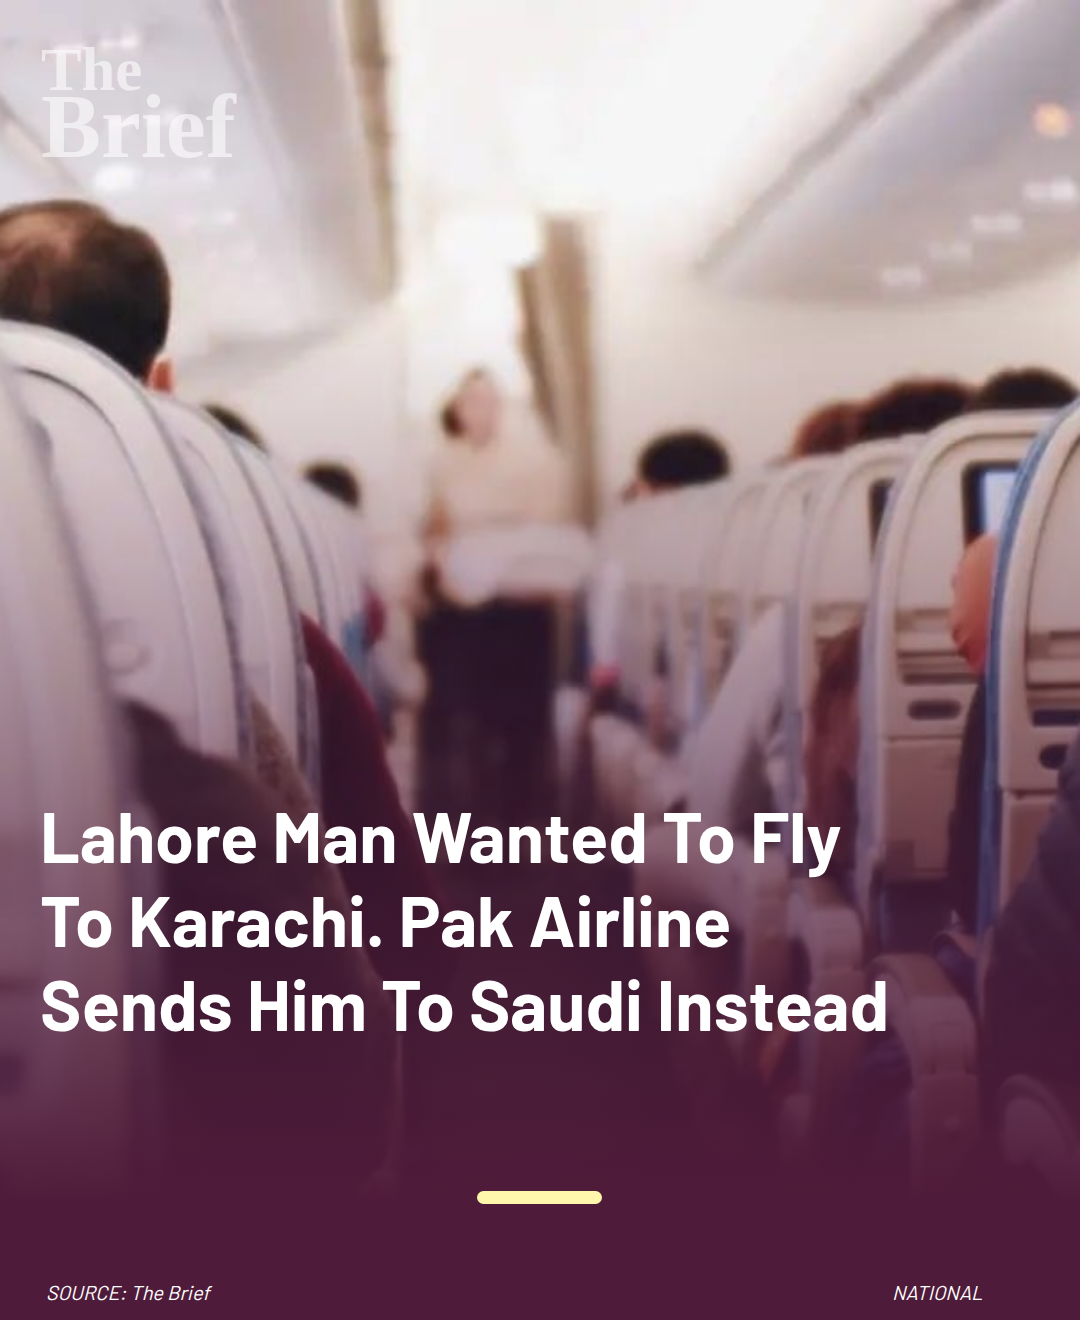 The
Brief
Lahore Man Wanted To Fly
To Karachi. Pak Airline
Sends Him To Saudi Instead
SOURCE: The Brief
NATIONAL